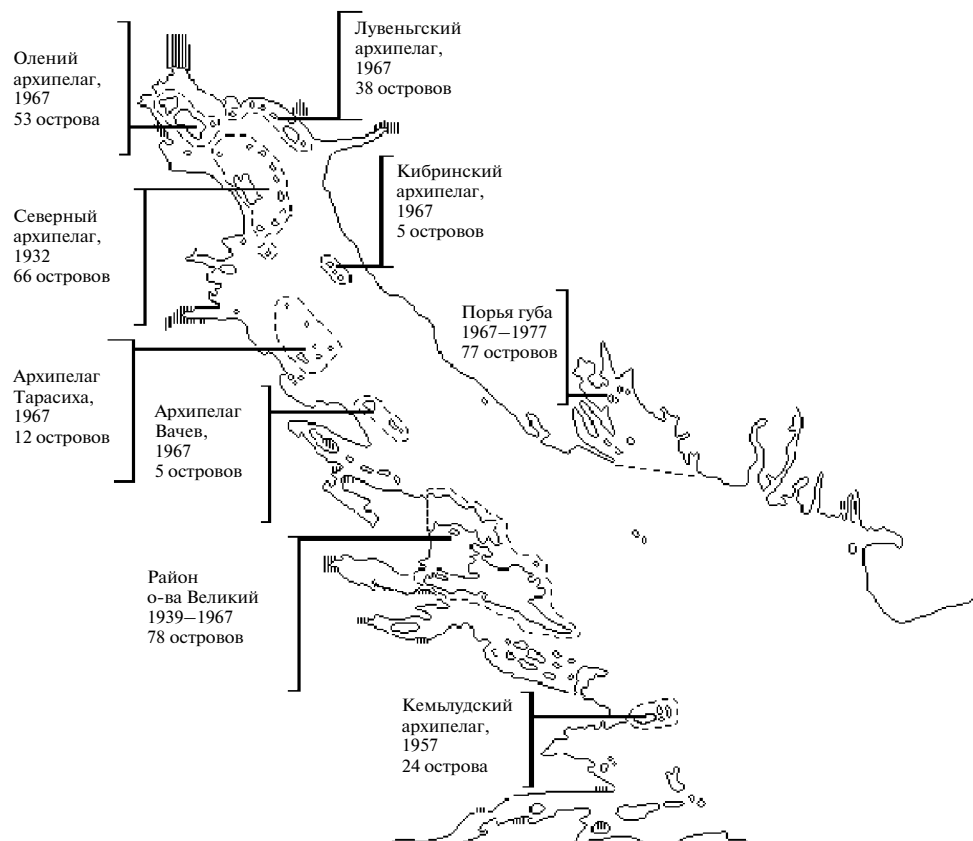 Олений
архипелаг,
1967
53 острова
Лувеньгский
архипелаг,
1967
38 островов
Северный
архипелаг,
1932
66 островов
Кибринский
архипелаг,
1967
5 островов
Порья губа
1967–1977
77 островов
Архипелаг
Тарасиха,
1967
12 островов
Архипелаг
Вачев,
1967
5 островов
Район
о-ва Великий
1939–1967
78 островов
Кемьлудский
архипелаг,
1957
24 острова